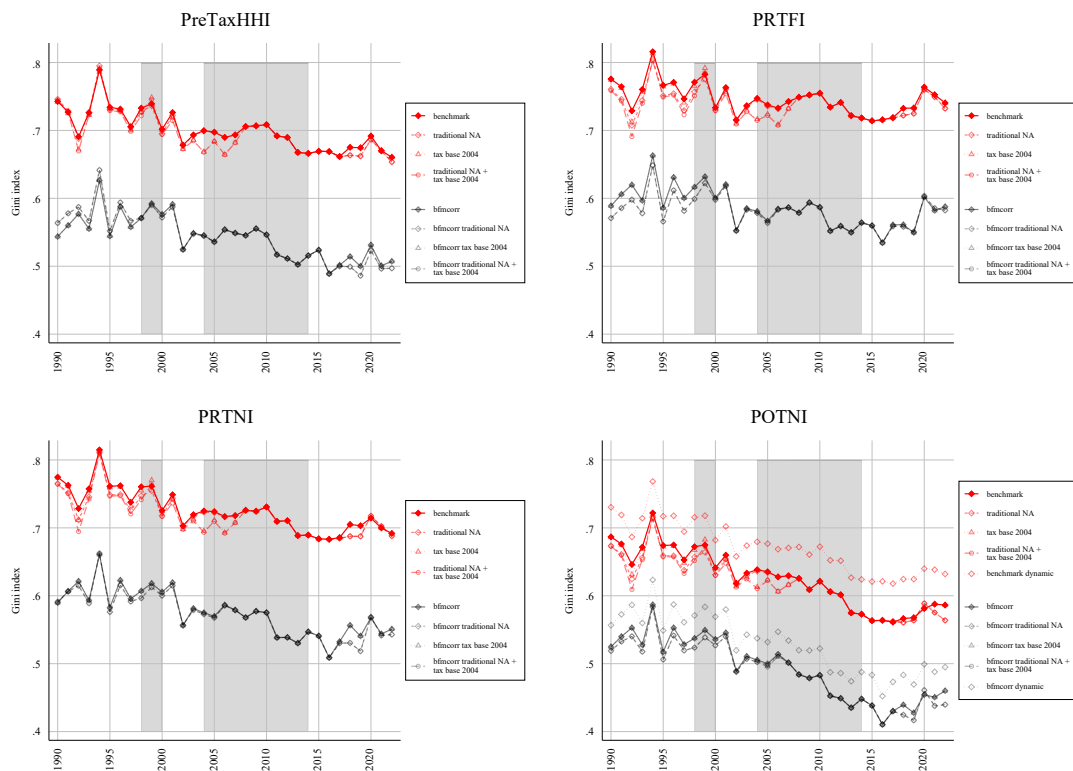 PreTaxHHI
Gini index
.8
.7
.6
.5
.4
1990
1995
2000
2005
2010
2015
2020
benchmark
traditional NA
tax base 2004
traditional NA +
tax base 2004
bfmcorr
bfmcorr traditional NA
bfmcorr tax base 2004
bfmcorr traditional NA +
tax base 2004
PRTFI
Gini index
.8
.7
.6
.5
.4
1990
1995
2000
2005
2010
2015
2020
benchmark
traditional NA
tax base 2004
traditional NA +
tax base 2004
bfmcorr
bfmcorr traditional NA
bfmcorr tax base 2004
bfmcorr traditional NA +
tax base 2004
PRTNI
Gini index
.8
.7
.6
.5
.4
1990
1995
2000
2005
2010
2015
2020
benchmark
traditional NA
tax base 2004
traditional NA +
tax base 2004
bfmcorr
bfmcorr traditional NA
bfmcorr tax base 2004
bfmcorr traditional NA +
tax base 2004
POTNI
Gini index
.8
.7
.6
.5
.4
1990
1995
2000
2005
2010
2015
2020
benchmark
traditional NA
tax base 2004
traditional NA +
tax base 2004
benchmark dynamic
bfmcorr
bfmcorr traditional NA
bfmcorr tax base 2004
bfmcorr traditional NA +
tax base 2004
bfmcorr dynamic